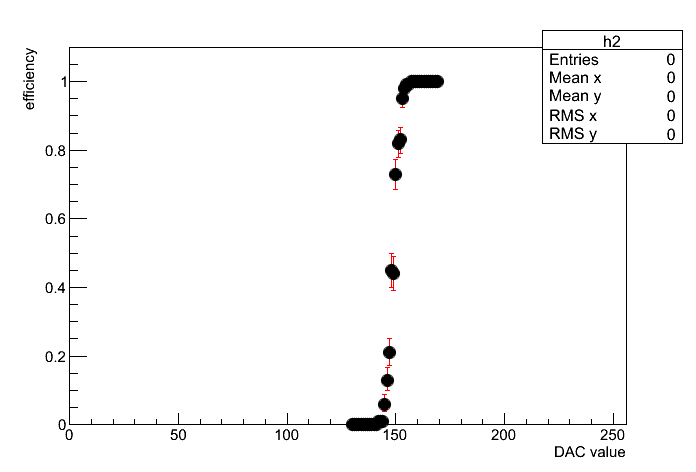 h2
Entries 0
Mean x 0
Mean y 0
RMS x 0
RMS y 0
efficiency
1
0.8
0.6
0.4
0.2
0
0 50 100 150 200 250
DAC value